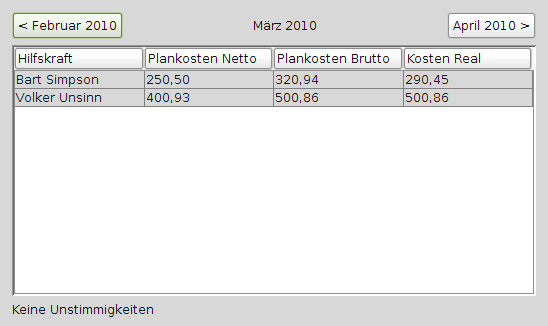 < Februar 2010 März 2010 April 2010 >
Hilfskraft Plankosten Netto Plankosten Brutto Kosten Real
Bart Simpson 250,50 320,94 290,45
Volker Unsinn 400,93 500,86 500,86
Keine Unstimmigkeiten